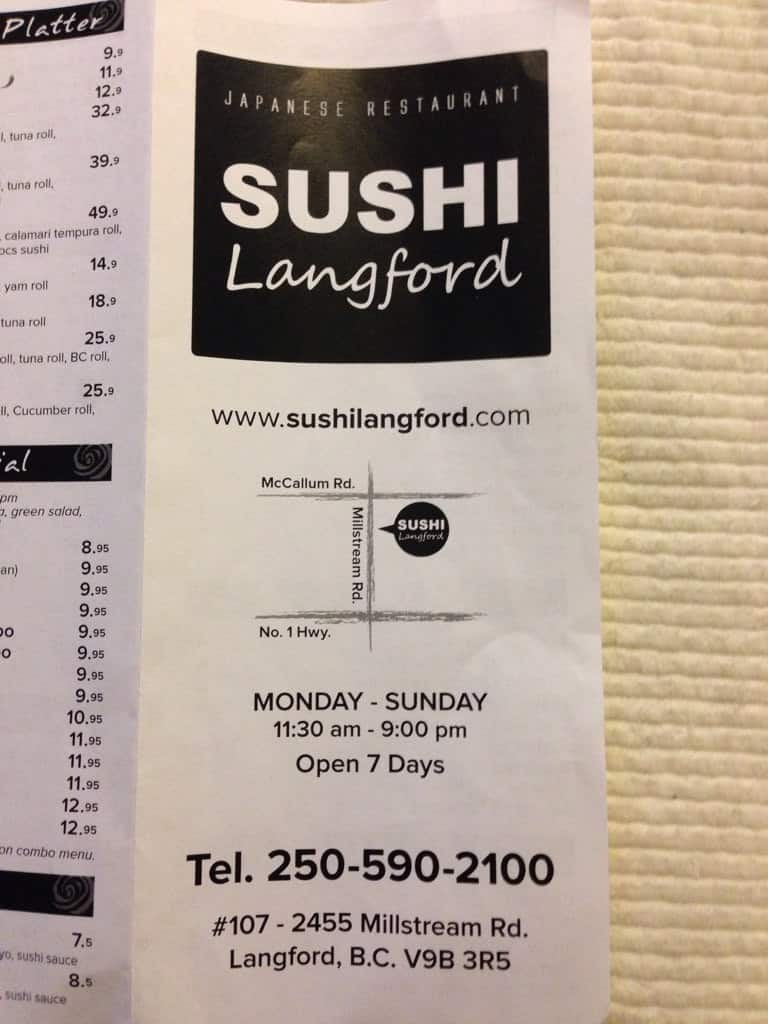 Platter
9.9
11.9
12.9
32.9
tuna roll,
39.9
, tuna roll,
49.9
, calamari tempura roll,
pcs sushi
14.9
yam roll
18.9
tuna roll
25.9
oll, tuna roll, BC roll,
25.9
ll, Cucumber roll,
ial
pm
a, green salad,
8.95
an)
9.95
9.95
9.95
oo 9.95
o 9.95
9.95
9.95
10.95
11.95
11.95
11.95
12.95
12.95
on combo menu.
7.5
yo, sushi sauce
8.5
, sushi sauce
JAPANESE RESTAURANT
SUSHI
Langford
www.sushilangford.com
McCallum Rd.
Millstream Rd.
SUSHI
Langford
No. 1 Hwy.
MONDAY - SUNDAY
11:30 am - 9:00 pm
Open 7 Days
Tel. 250-590-2100
#107 - 2455 Millstream Rd.
Langford, B.C. V9B 3R5